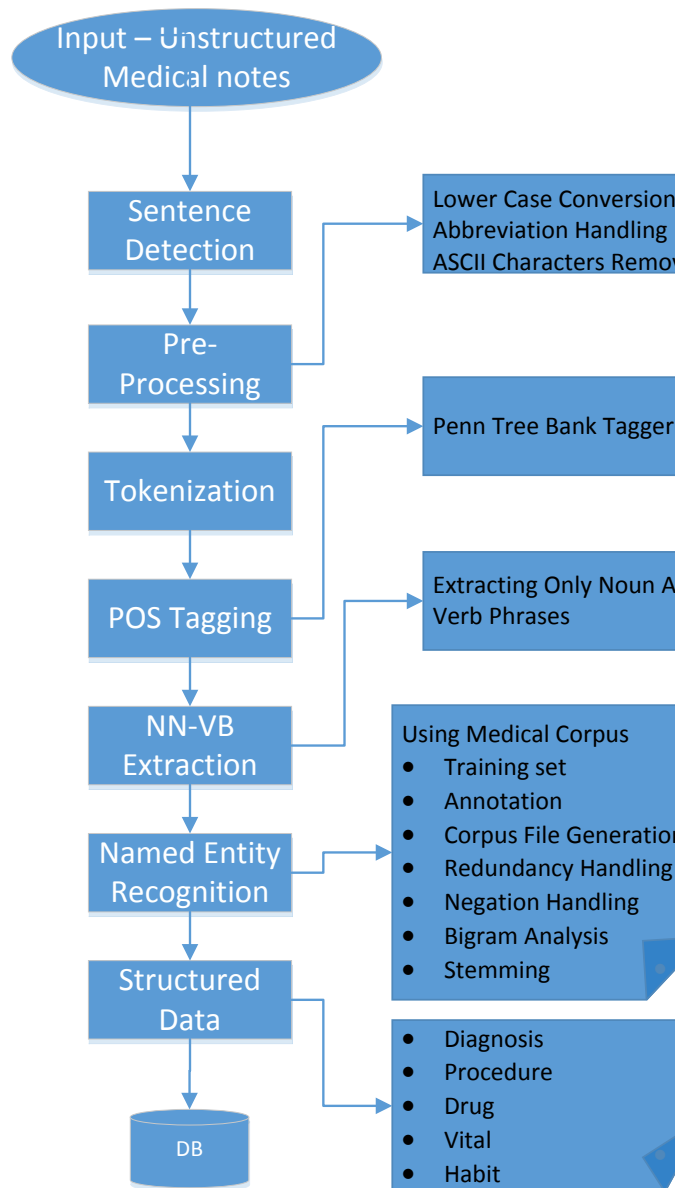 Input – Unstructured
Medical notes
Sentence
Detection
Lower Case Conversion
Abbreviation Handling
ASCII Characters Remov
Pre-
Processing
Penn Tree Bank Tagger
Tokenization
Extracting Only Noun A
Verb Phrases
POS Tagging
NN-VB
Extraction
Using Medical Corpus
• Training set
• Annotation
• Corpus File Generation
• Redundancy Handling
• Negation Handling
• Bigram Analysis
• Stemming
Named Entity
Recognition
Structured
Data
• Diagnosis
• Procedure
• Drug
• Vital
• Habit
DB